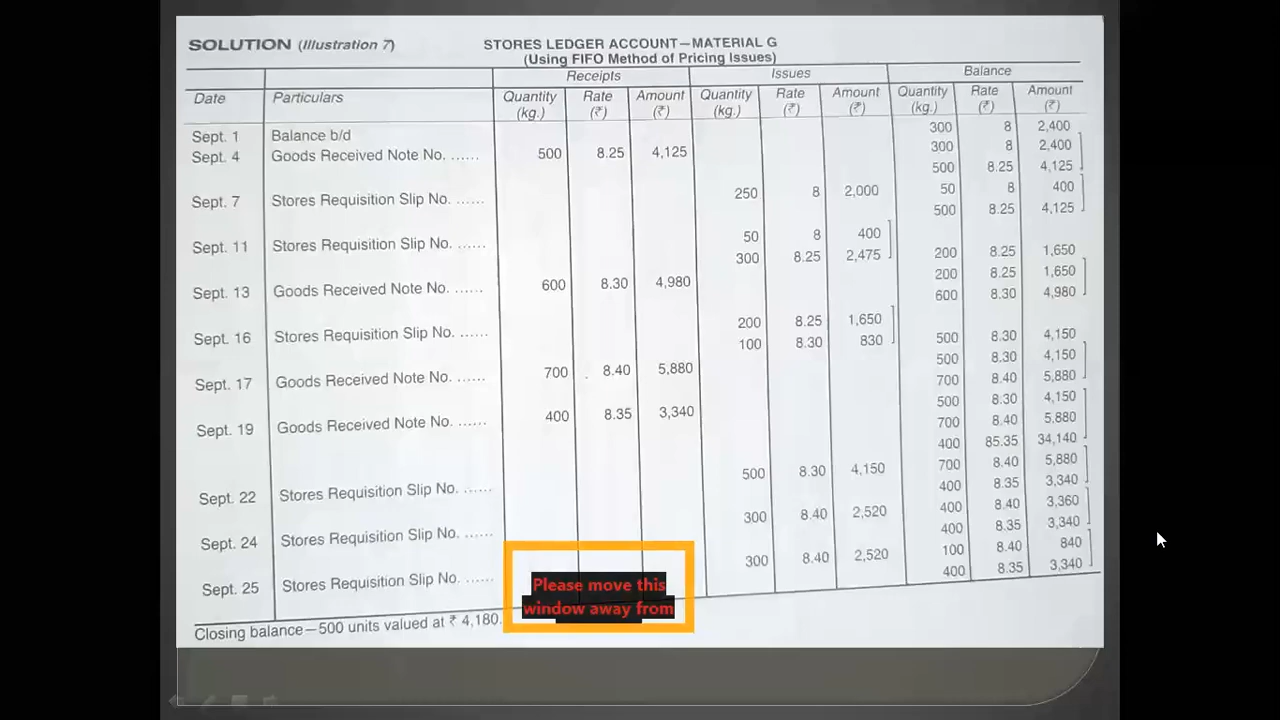 SOLUTION (Illustration 7)
STORES LEDGER ACCOUNT—MATERIAL G
(Using FIFO Method of Pricing Issues)
Receipts Issues Balance
Date Particulars Quantity (kg.) Rate (₹) Amount (₹) Quantity (kg.) Rate (₹) Amount (₹) Quantity (kg.) Rate (₹) Amount (₹)
Sept. 1 Balance b/d 300 8 2,400
Sept. 4 Goods Received Note No. ...... 500 8.25 4,125 300 8 2,400
500 8.25 4,125
Sept. 7 Stores Requisition Slip No. ...... 250 8 2,000 50 8 400
500 8.25 4,125
Sept. 11 Stores Requisition Slip No. ...... 50 8 400
300 8.25 2,475 200 8.25 1,650
Sept. 13 Goods Received Note No. ...... 600 8.30 4,980 200 8.25 1,650
600 8.30 4,980
Sept. 16 Stores Requisition Slip No. ...... 200 8.25 1,650
100 8.30 830 500 8.30 4,150
Sept. 17 Goods Received Note No. ...... 700 8.40 5,880 500 8.30 4,150
700 8.40 5,880
Sept. 19 Goods Received Note No. ...... 400 8.35 3,340 500 8.30 4,150
700 8.40 5,880
400 85.35 34,140
Sept. 22 Stores Requisition Slip No. ...... 500 8.30 4,150 700 8.40 5,880
400 8.35 3,340
Sept. 24 Stores Requisition Slip No. ...... 300 8.40 2,520 400 8.40 3,360
400 8.35 3,340
Sept. 25 Stores Requisition Slip No. ...... 300 8.40 2,520 100 8.40 840
400 8.35 3,340
Closing balance—500 units valued at ₹ 4,180.
Please move this
window away from